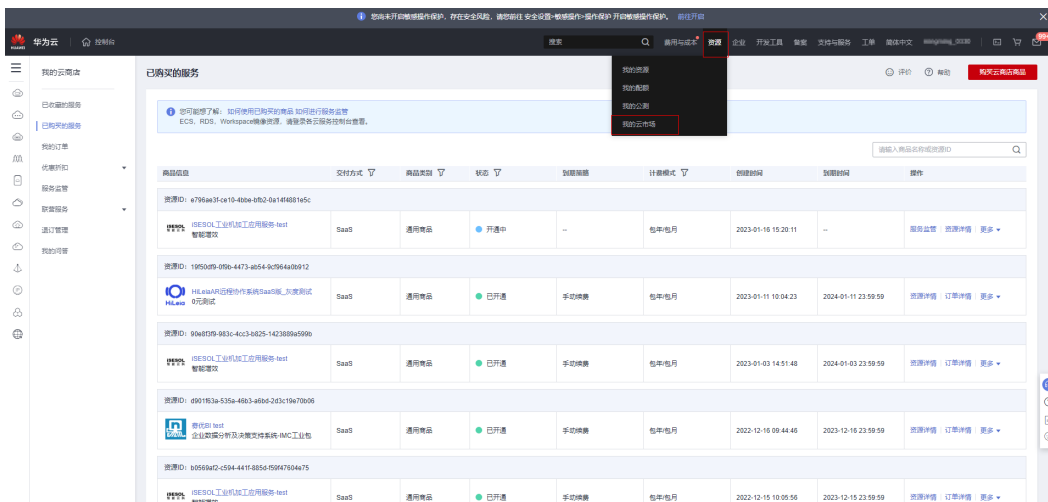 您尚未开启敏感操作保护，存在安全风险，请您前往 安全设置>敏感操作>操作保护 开启敏感操作保护。 前往开启
HUAWEI 华为云 控制台 搜索 费用与成本 资源 企业 开发工具 备案 支持与服务 工单 简体中文 99+
我的资源
我的配额
我的公测
我的云市场
我的云商店
已收藏的服务
已购买的服务
我的订单
优惠折扣
服务监管
联营服务
退订管理
我的问答
已购买的服务 评价 帮助 购买云商店商品
您可能想了解： 如何使用已购买的商品 如何进行服务监管
ECS、RDS、Workspace镜像资源，请登录各云服务控制台查看。
请输入商品名称或资源ID
商品信息 交付方式 商品类别 状态 到期策略 计费模式 创建时间 到期时间 操作
资源ID： e796ae3f-ce10-4bbe-bfb2-0a14f4881e5c
iSESOL iSESOL工业机加工应用服务-test
智能增效
SaaS 通用商品 开通中 -- 包年/包月 2023-01-16 15:20:11 -- 服务监管 资源详情 更多
资源ID： 19f50df9-0f9b-4473-ab54-9cf964a0b912
HiLeia HiLeiaAR远程协作系统SaaS版_灰度测试
0元测试
SaaS 通用商品 已开通 手动续费 包年/包月 2023-01-11 10:04:23 2024-01-11 23:59:59 资源详情 订单详情 更多
资源ID： 90e8f3f9-983c-4cc3-b825-1423889a599b
iSESOL iSESOL工业机加工应用服务-test
智能增效
SaaS 通用商品 已开通 手动续费 包年/包月 2023-01-03 14:51:48 2024-01-03 23:59:59 资源详情 订单详情 更多
资源ID： d901f63a-535a-46b3-a6bd-2d3c19e70b06
赛优BI test
企业数据分析及决策支持系统-IMC工业包
SaaS 通用商品 已开通 手动续费 包年/包月 2022-12-16 09:44:46 2023-12-16 23:59:59 资源详情 订单详情 更多
资源ID： b0569af2-c594-441f-885d-f59f47604e75
iSESOL iSESOL工业机加工应用服务-test
智能增效
SaaS 通用商品 已开通 手动续费 包年/包月 2022-12-15 10:05:56 2023-12-15 23:59:59 资源详情 订单详情 更多